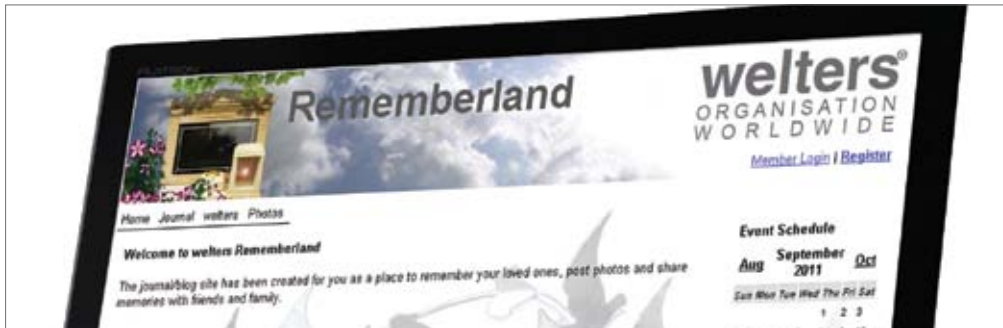 Rememberland
welters®
ORGANISATION
WORLDWIDE
Member Login | Register
Home Journal welters Photos
Welcome to welters Rememberland
The journal/blog site has been created for you as a place to remember your loved ones, post photos and share
memories with friends and family.
Event Schedule
Aug September 2011 Oct
Sun Mon Tue Wed Thu Fri Sat
1 2 3